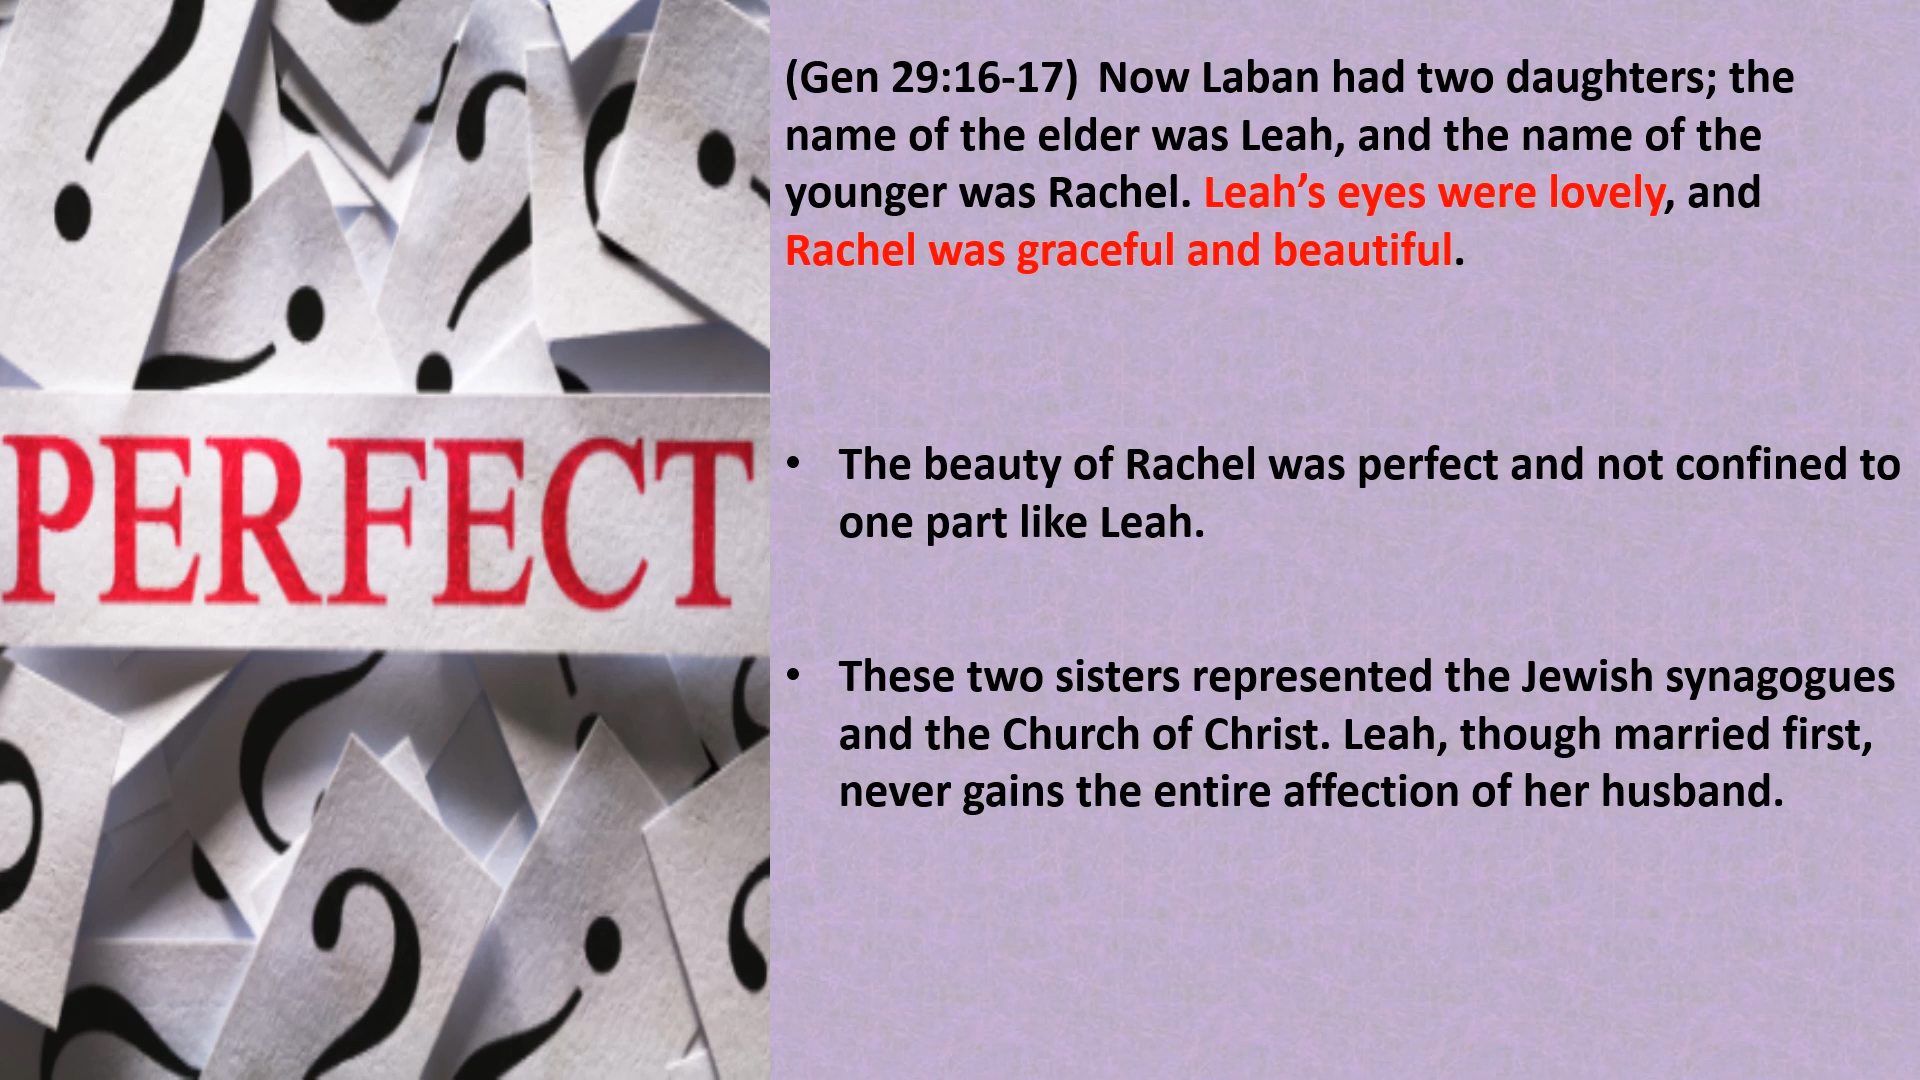 (Gen 29:16-17) Now Laban had two daughters; the
name of the elder was Leah, and the name of the
younger was Rachel. Leah’s eyes were lovely, and
Rachel was graceful and beautiful.
PERFECT
• The beauty of Rachel was perfect and not confined to
one part like Leah.
• These two sisters represented the Jewish synagogues
and the Church of Christ. Leah, though married first,
never gains the entire affection of her husband.